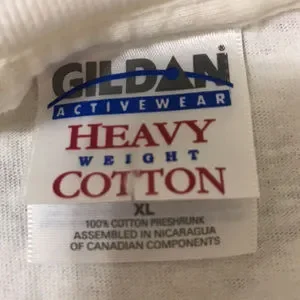 GILDAN®
ACTIVEWEAR
HEAVY
WEIGHT
COTTON
XL
100% COTTON PRESHRUNK
ASSEMBLED IN NICARAGUA
OF CANADIAN COMPONENTS